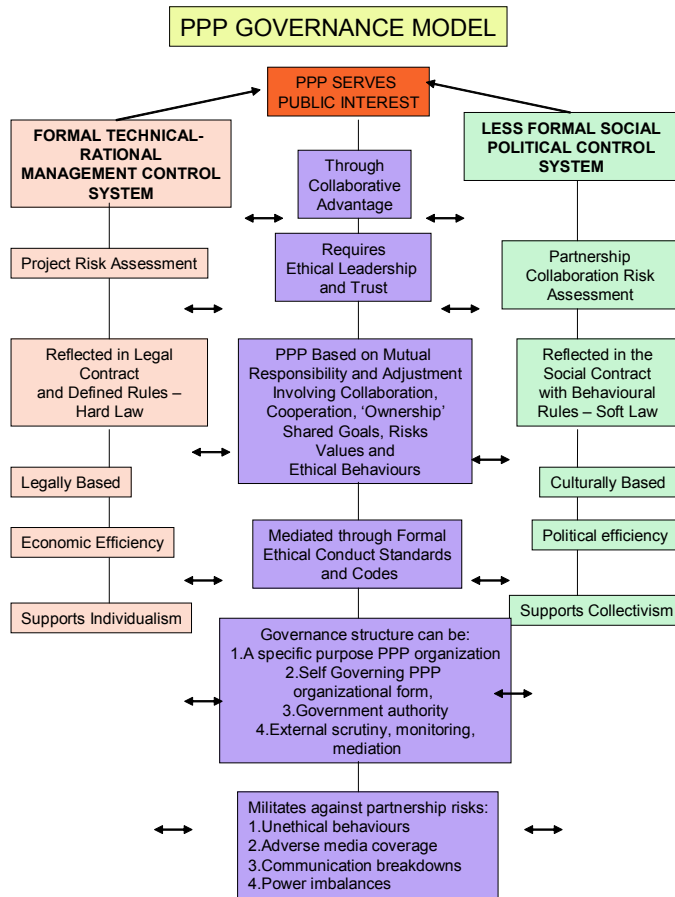 PPP GOVERNANCE MODEL
PPP SERVES
PUBLIC INTEREST
FORMAL TECHNICAL-
RATIONAL
MANAGEMENT CONTROL
SYSTEM
Project Risk Assessment
Reflected in Legal
Contract
and Defined Rules –
Hard Law
Legally Based
Economic Efficiency
Supports Individualism
Through
Collaborative
Advantage
Requires
Ethical Leadership
and Trust
PPP Based on Mutual
Responsibility and Adjustment
Involving Collaboration,
Cooperation, ‘Ownership’
Shared Goals, Risks
Values and
Ethical Behaviours
Mediated through Formal
Ethical Conduct Standards
and Codes
Governance structure can be:
1.A specific purpose PPP organization
2.Self Governing PPP
organizational form,
3.Government authority
4.External scrutiny, monitoring,
mediation
Militates against partnership risks:
1.Unethical behaviours
2.Adverse media coverage
3.Communication breakdowns
4.Power imbalances
LESS FORMAL SOCIAL
POLITICAL CONTROL
SYSTEM
Partnership
Collaboration Risk
Assessment
Reflected in the
Social Contract
with Behavioural
Rules – Soft Law
Culturally Based
Political efficiency
Supports Collectivism